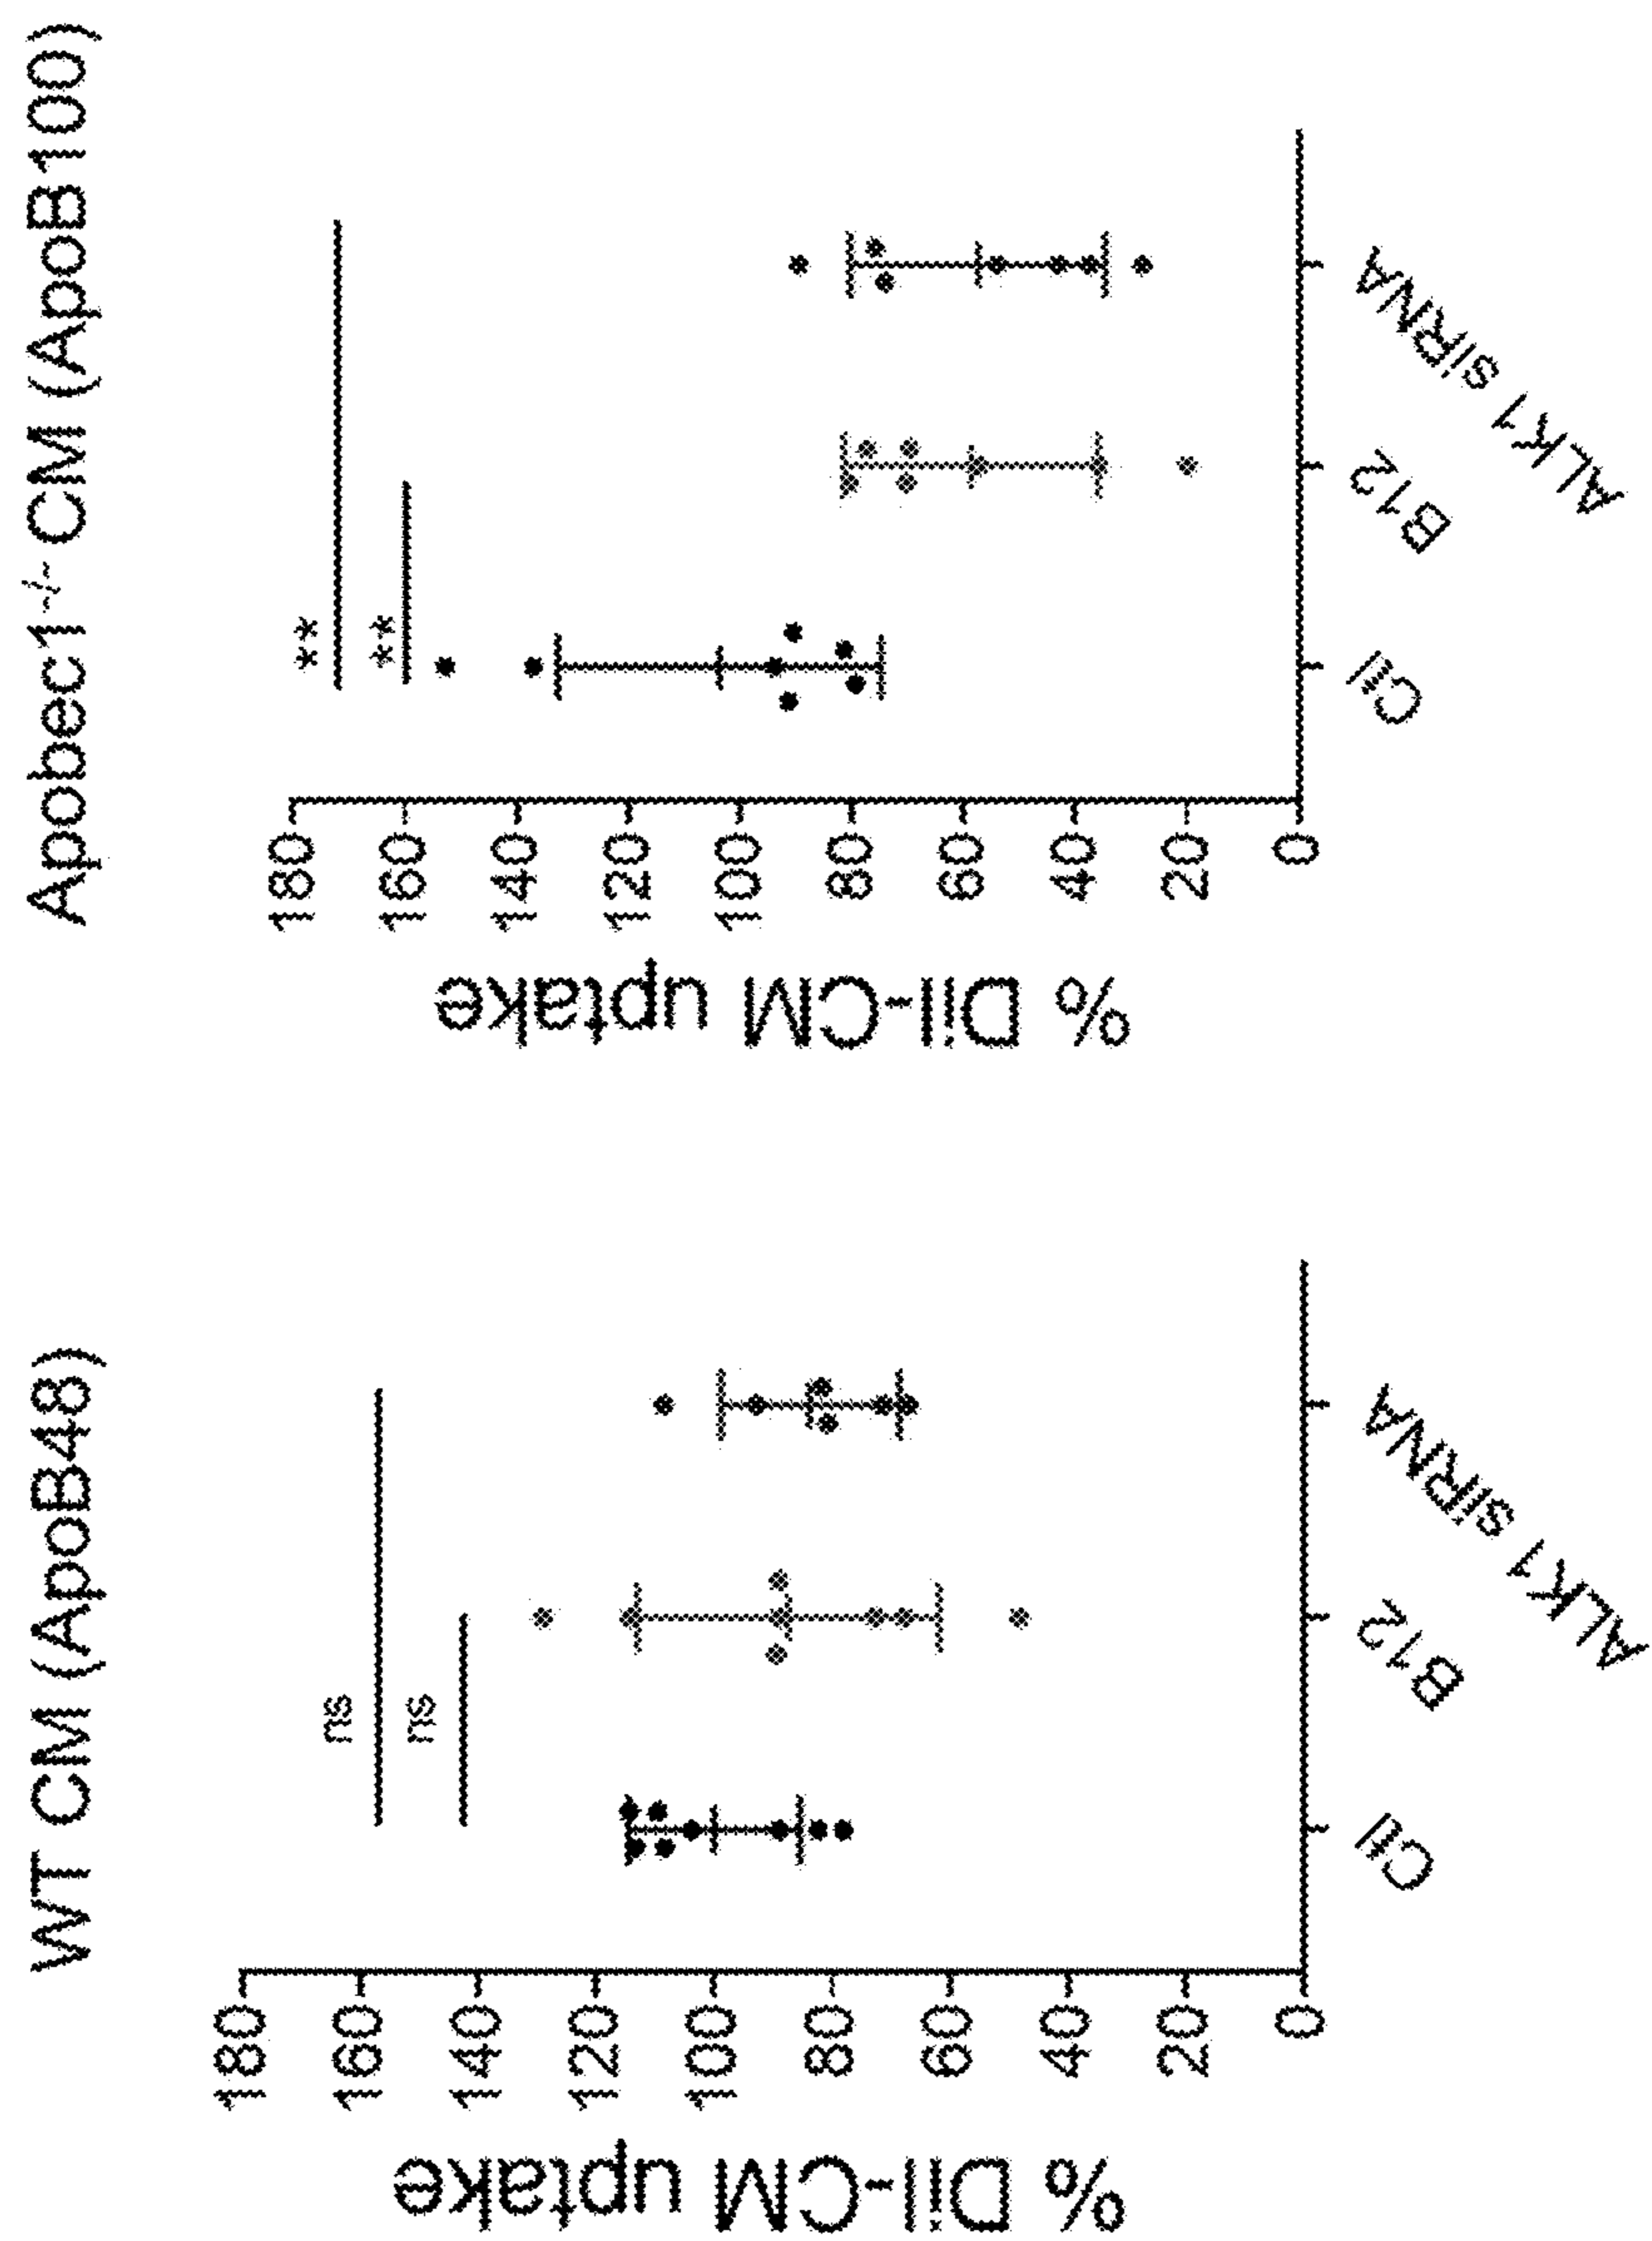 WT CM (ApoB48)
% Dil-CM uptake
180
160
140
120
100
80
60
40
20
0
ns
ns
Ctl
B12
ALK1 siRNA
Apobec1-/- CM (ApoB100)
% Dil-CM uptake
180
160
140
120
100
80
60
40
20
0
**
**
Ctl
B12
ALK1 siRNA